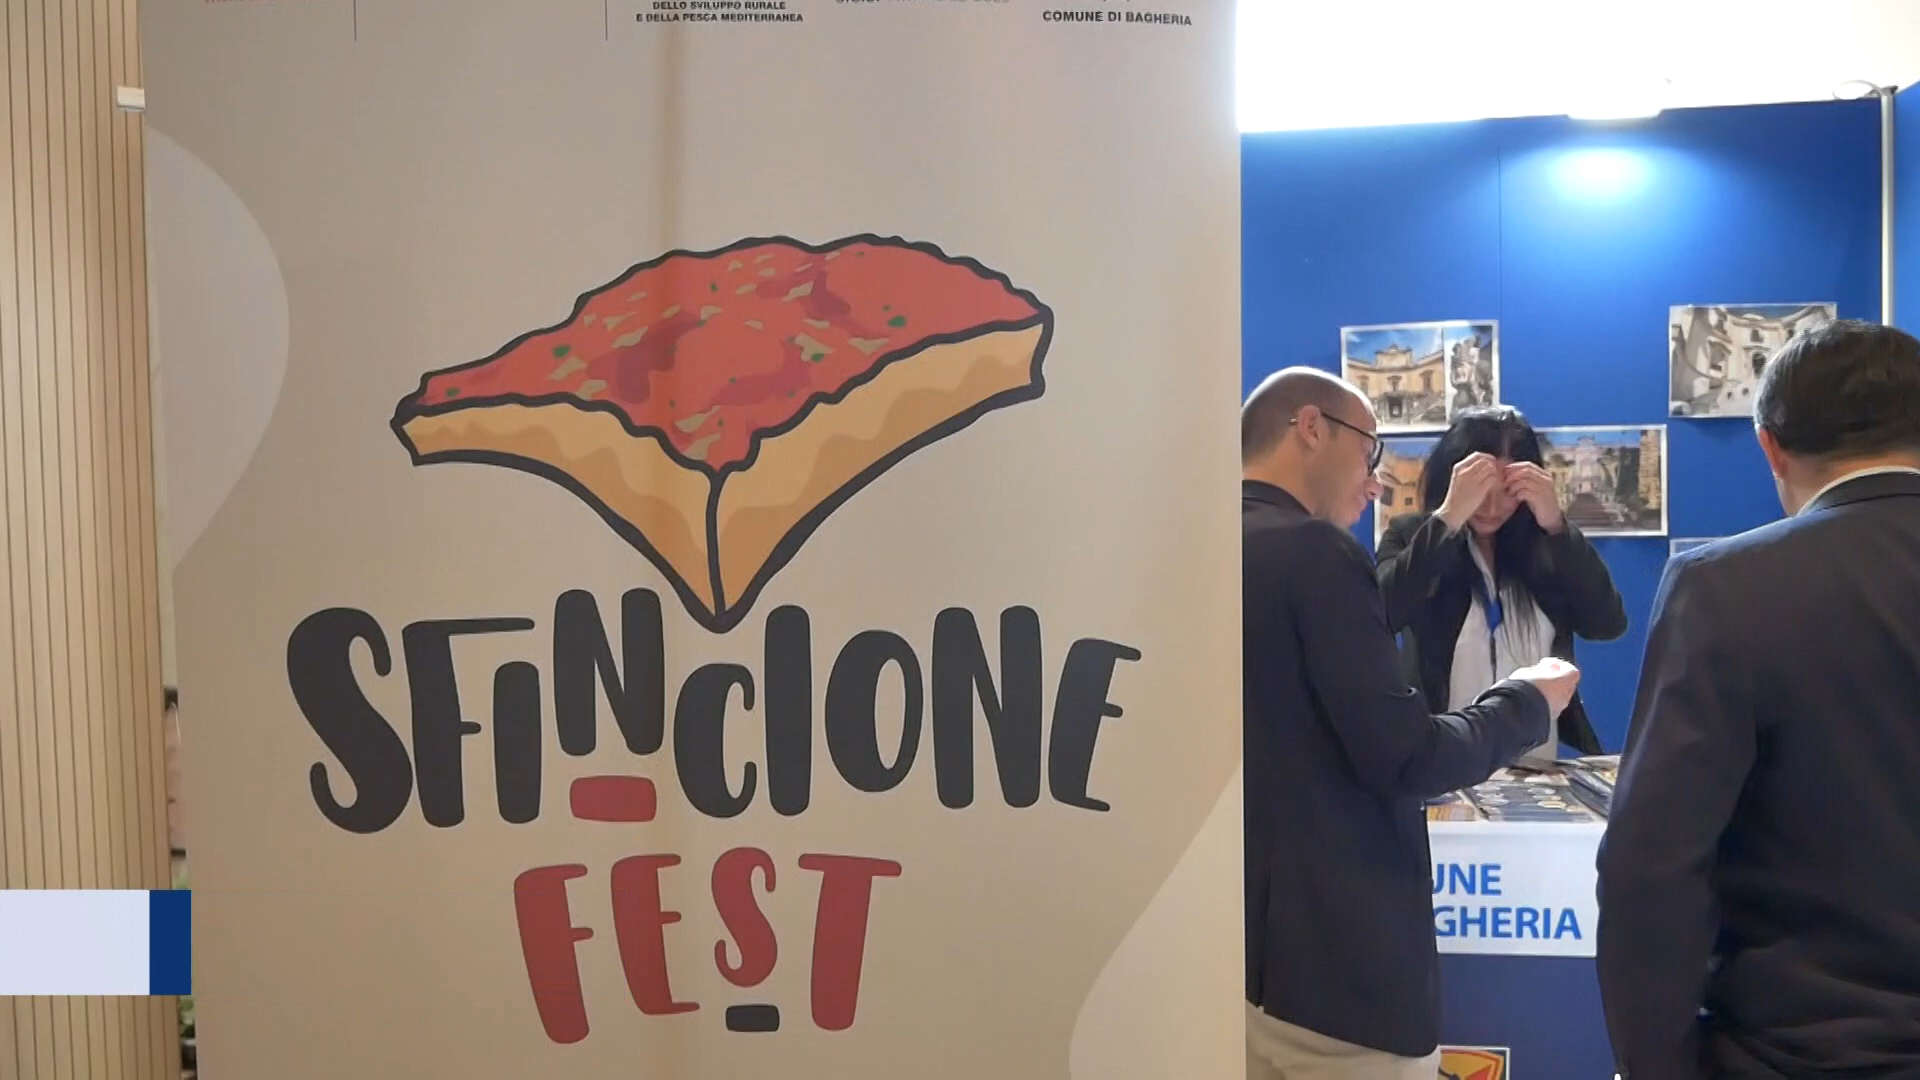 DELLO SVILUPPO RURALE
E DELLA PESCA MEDITERRANEA
COMUNE DI BAGHERIA
SFINCIONE
FEST
UNE
GHERIA